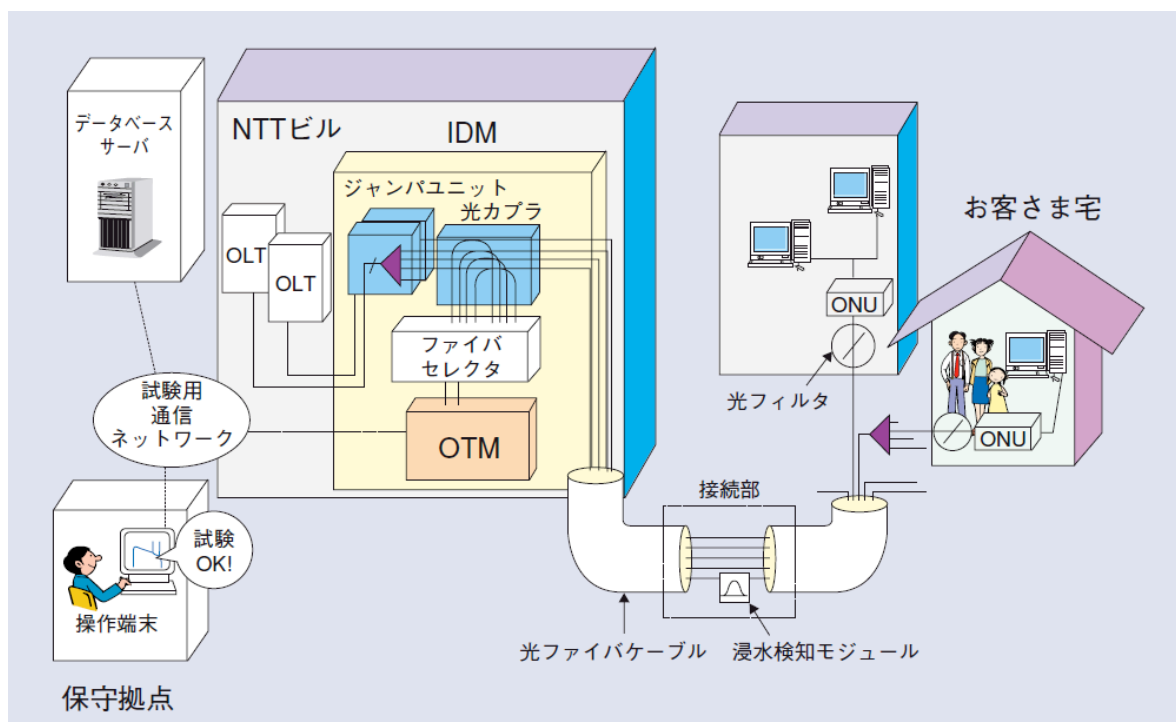 データベース
サーバ
NTTビル
IDM
ジャンパユニット
光カプラ
OLT
OLT
ファイバ
セレクタ
OTM
試験用
通信
ネットワーク
試験
OK!
操作端末
保守拠点
お客さま宅
ONU
光フィルタ
ONU
接続部
光ファイバケーブル
浸水検知モジュール